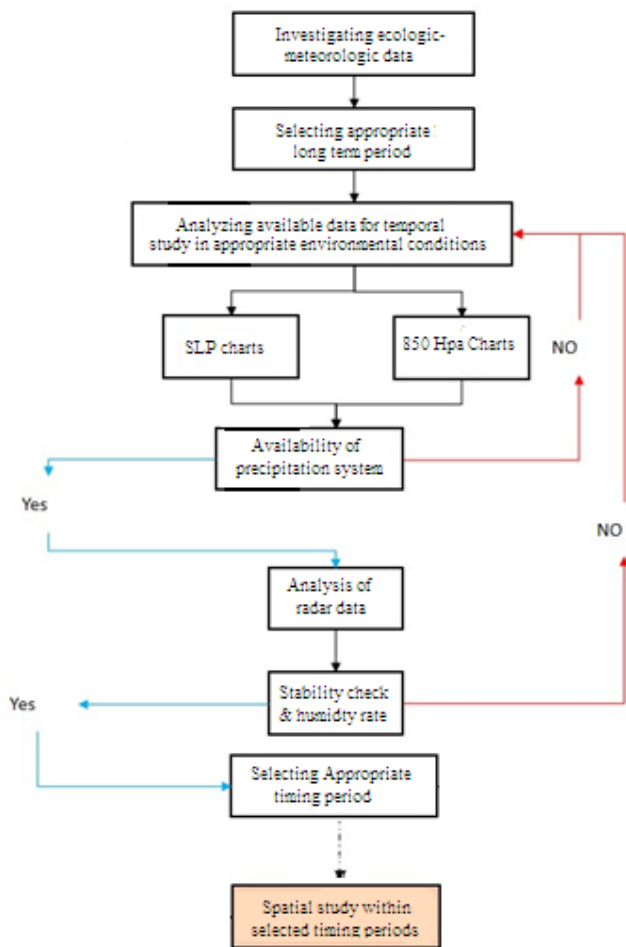 Investigating ecologic-
meteorologic data
Selecting appropriate
long term period
Analyzing available data for temporal
study in appropriate environmental conditions
SLP charts
850 Hpa Charts
NO
Availability of
precipitation system
Yes
NO
Analysis of
radar data
Stability check
& humidty rate
Yes
Selecting Appropriate
timing period
Spatial study within
selected timing periods